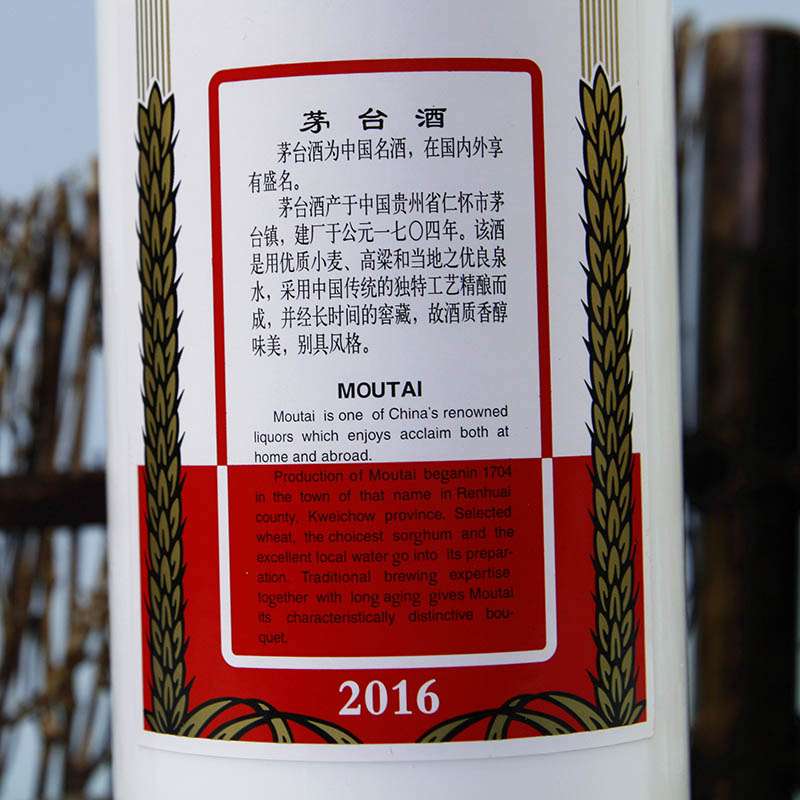 茅台酒
茅台酒为中国名酒，在国内外享
有盛名。
茅台酒产于中国贵州省仁怀市茅
台镇，建厂于公元一七〇四年。该酒
是用优质小麦、高粱和当地之优良泉
水，采用中国传统的独特工艺精酿而
成，并经长时间的窖藏，故酒质香醇
味美，别具风格。
MOUTAI
Moutai is one of China's renowned
liquors which enjoys acclaim both at
home and abroad.
Production of Moutai beganin 1704
in the town of that name in Renhuai
county, Kweichow province. Selected
wheat, the choicest sorghum and the
excellent local water go into its prepar-
ation. Traditional brewing expertise
together with long aging gives Moutai
its characteristically distinctive bou-
quet.
2016